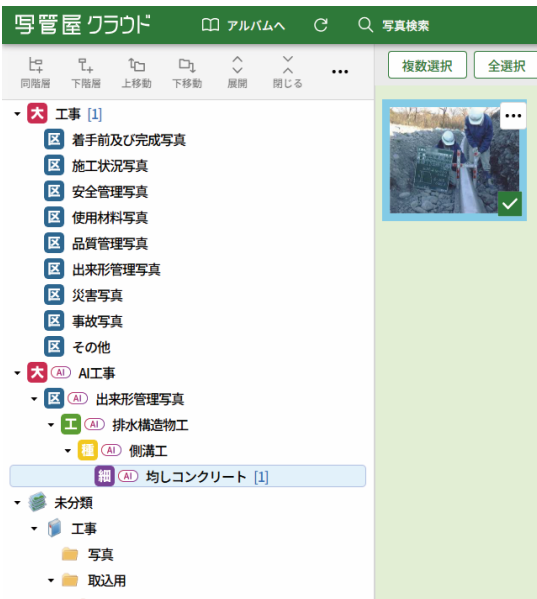 写管屋クラウド アルバムへ 写真検索
同階層 下階層 上移動 下移動 展開 閉じる
複数選択 全選択
大 工事 [1]
区 着手前及び完成写真
区 施工状況写真
区 安全管理写真
区 使用材料写真
区 品質管理写真
区 出来形管理写真
区 災害写真
区 事故写真
区 その他
大 AI AI工事
区 AI 出来形管理写真
工 AI 排水構造物工
種 AI 側溝工
細 AI 均しコンクリート [1]
未分類
工事
写真
取込用